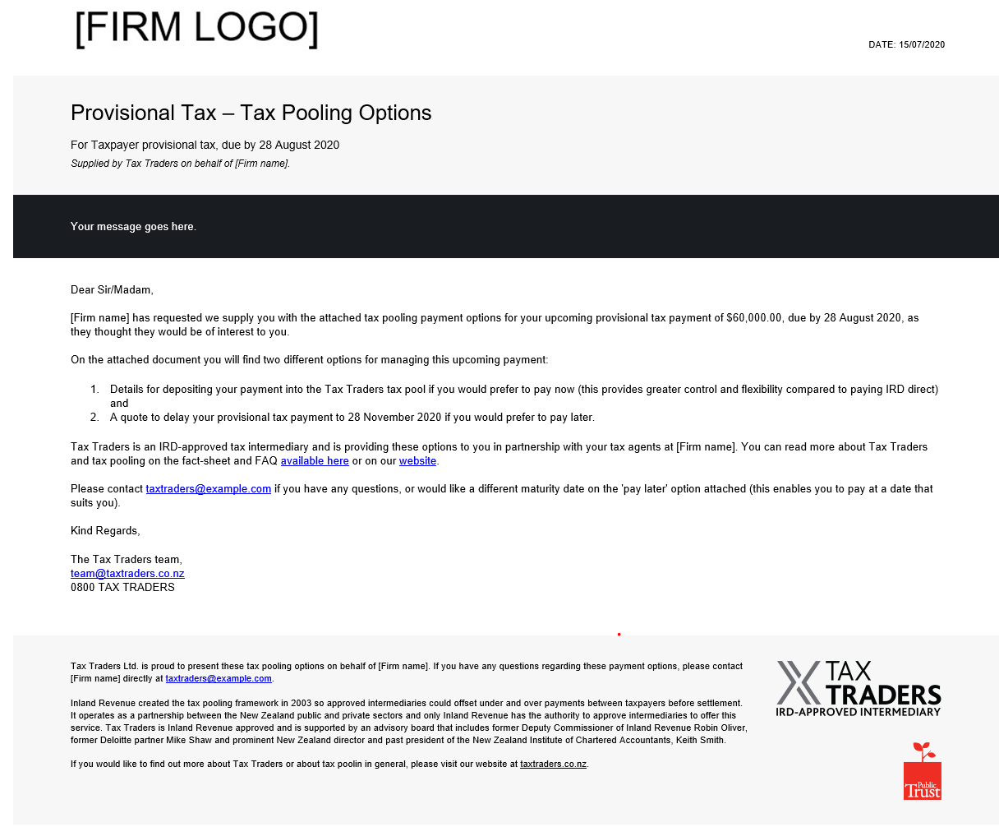 [FIRM LOGO]
DATE: 15/07/2020
Provisional Tax – Tax Pooling Options
For Taxpayer provisional tax, due by 28 August 2020
Supplied by Tax Traders on behalf of [Firm name].
Your message goes here.
Dear Sir/Madam,
[Firm name] has requested we supply you with the attached tax pooling payment options for your upcoming provisional tax payment of $60,000.00, due by 28 August 2020, as
they thought they would be of interest to you.
On the attached document you will find two different options for managing this upcoming payment:
1. Details for depositing your payment into the Tax Traders tax pool if you would prefer to pay now (this provides greater control and flexibility compared to paying IRD direct)
and
2. A quote to delay your provisional tax payment to 28 November 2020 if you would prefer to pay later.
Tax Traders is an IRD-approved tax intermediary and is providing these options to you in partnership with your tax agents at [Firm name]. You can read more about Tax Traders
and tax pooling on the fact-sheet and FAQ available here or on our website.
Please contact taxtraders@example.com if you have any questions, or would like a different maturity date on the 'pay later' option attached (this enables you to pay at a date that
suits you).
Kind Regards,
The Tax Traders team,
team@taxtraders.co.nz
0800 TAX TRADERS
Tax Traders Ltd. is proud to present these tax pooling options on behalf of [Firm name]. If you have any questions regarding these payment options, please contact
[Firm name] directly at taxtraders@example.com.
Inland Revenue created the tax pooling framework in 2003 so approved intermediaries could offset under and over payments between taxpayers before settlement.
It operates as a partnership between the New Zealand public and private sectors and only Inland Revenue has the authority to approve intermediaries to offer this
service. Tax Traders is Inland Revenue approved and is supported by an advisory board that includes former Deputy Commissioner of Inland Revenue Robin Oliver,
former Deloitte partner Mike Shaw and prominent New Zealand director and past president of the New Zealand Institute of Chartered Accountants, Keith Smith.
If you would like to find out more about Tax Traders or about tax poolin in general, please visit our website at taxtraders.co.nz.
TAX
TRADERS
IRD-APPROVED INTERMEDIARY
Public
Trust